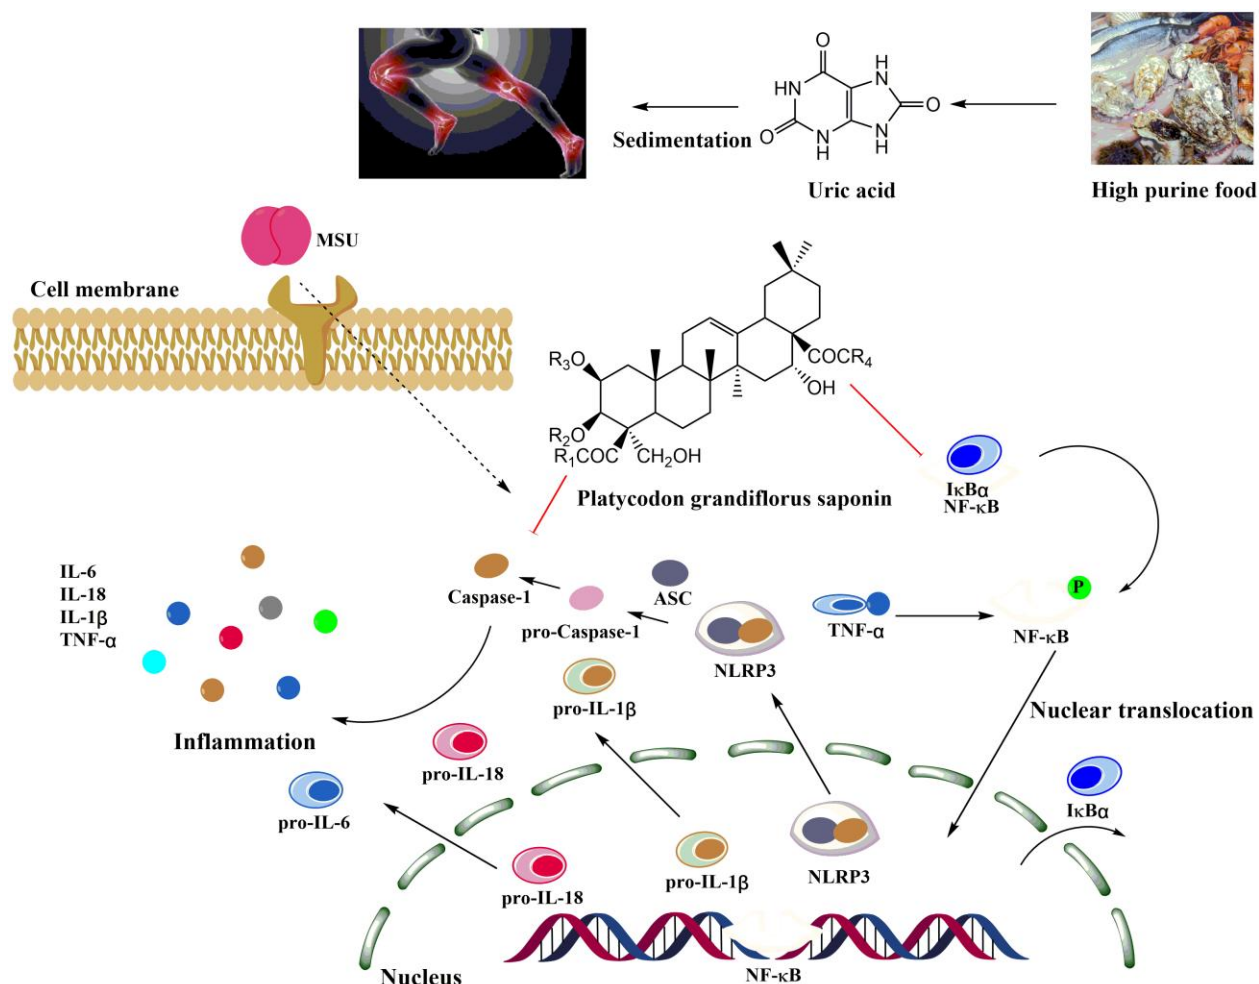 O
H
N
HN
O
O
N
H
N
H
Sedimentation
Uric acid
High purine food
MSU
Cell membrane
R3O
COCR4
OH
R2O
R1COC
CH2OH
Platycodon grandiflorus saponin
IκBα
NF-κB
IL-6
IL-18
IL-1β
TNF-α
Caspase-1
pro-Caspase-1
ASC
NLRP3
TNF-α
P
NF-κB
pro-IL-1β
Nuclear translocation
Inflammation
pro-IL-18
pro-IL-6
IκBα
pro-IL-18
pro-IL-1β
NLRP3
NF-κB
Nucleus